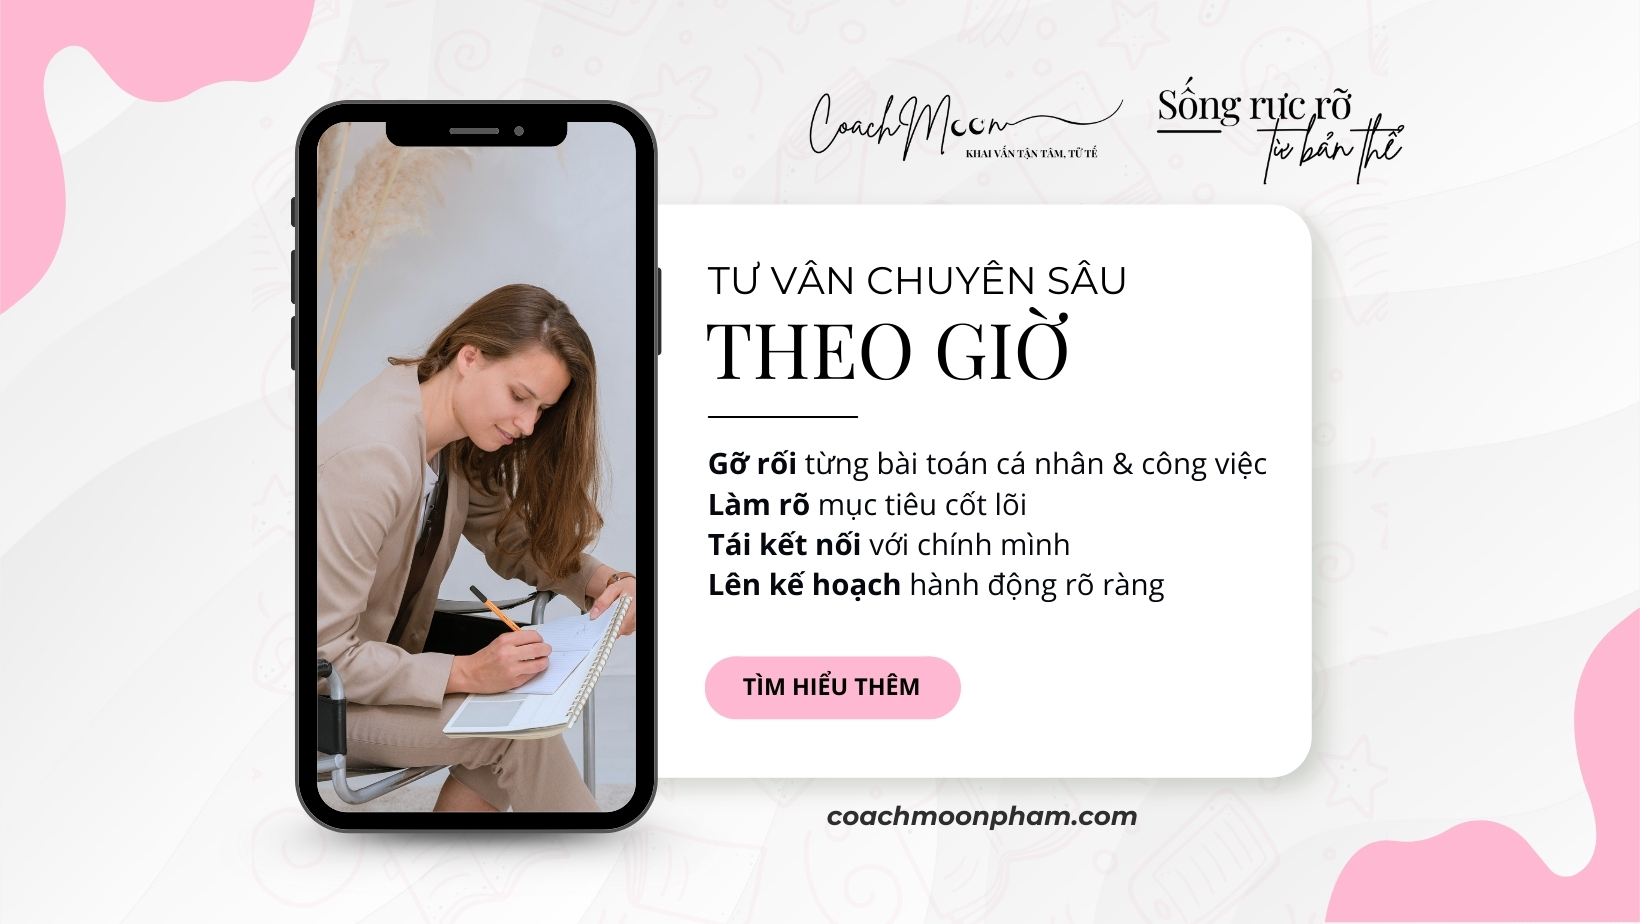 CoachMoon
KHAI VẤN TẬN TÂM, TỬ TẾ
Sống rực rỡ
từ bản thể
TƯ VẤN CHUYÊN SÂU
THEO GIỜ
Gỡ rối từng bài toán cá nhân & công việc
Làm rõ mục tiêu cốt lõi
Tái kết nối với chính mình
Lên kế hoạch hành động rõ ràng
TÌM HIỂU THÊM
coachmoonpham.com